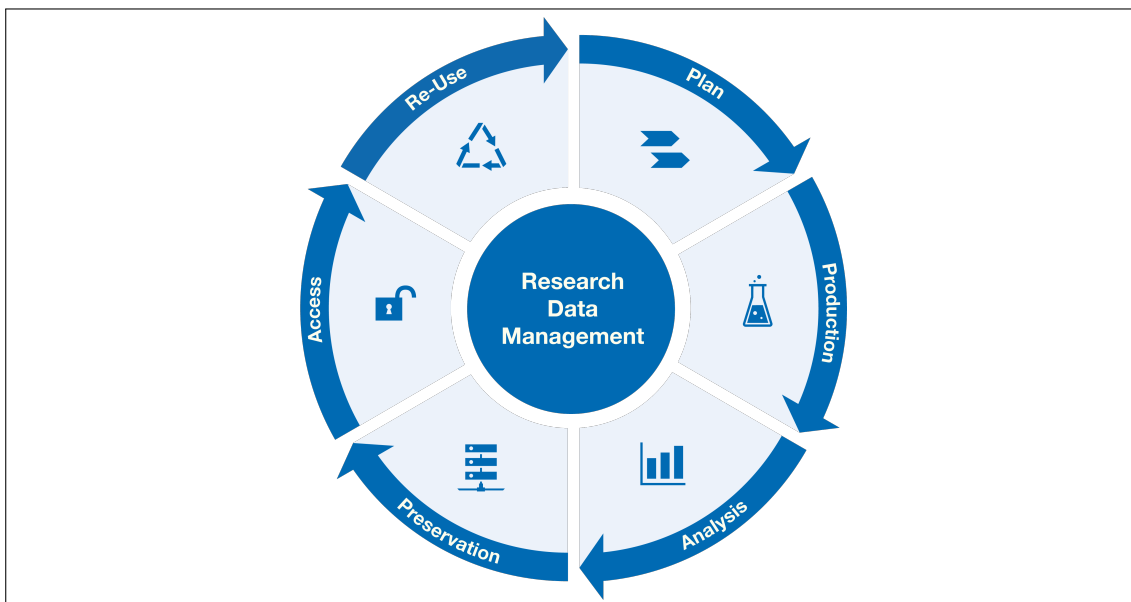 Research
Data
Management
Plan
Production
Analysis
Preservation
Access
Re-Use